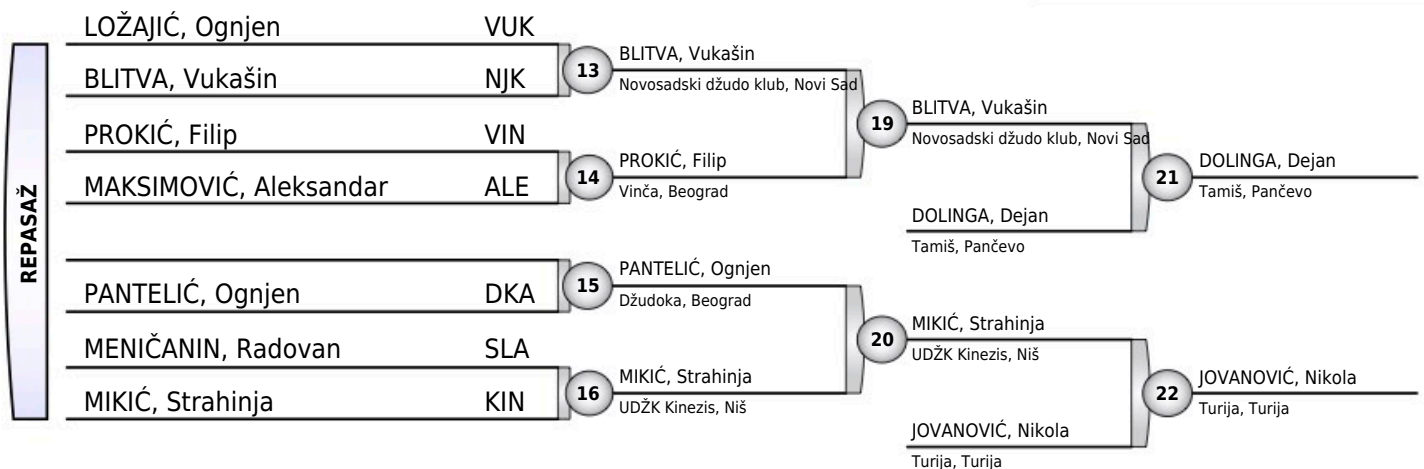 REPASAŽ
LOŽAJIĆ, Ognjen VUK
BLITVA, Vukašin NJK
PROKIĆ, Filip VIN
MAKSIMOVIĆ, Aleksandar ALE
PANTELIĆ, Ognjen DKA
MENIČANIN, Radovan SLA
MIKIĆ, Strahinja KIN
13
BLITVA, Vukašin
Novosadski džudo klub, Novi Sad
14
PROKIĆ, Filip
Vinča, Beograd
15
PANTELIĆ, Ognjen
Džudoka, Beograd
16
MIKIĆ, Strahinja
UDŽK Kinezis, Niš
19
BLITVA, Vukašin
Novosadski džudo klub, Novi Sad
DOLINGA, Dejan
Tamiš, Pančevo
20
MIKIĆ, Strahinja
UDŽK Kinezis, Niš
JOVANOVIĆ, Nikola
Turija, Turija
21
DOLINGA, Dejan
Tamiš, Pančevo
22
JOVANOVIĆ, Nikola
Turija, Turija